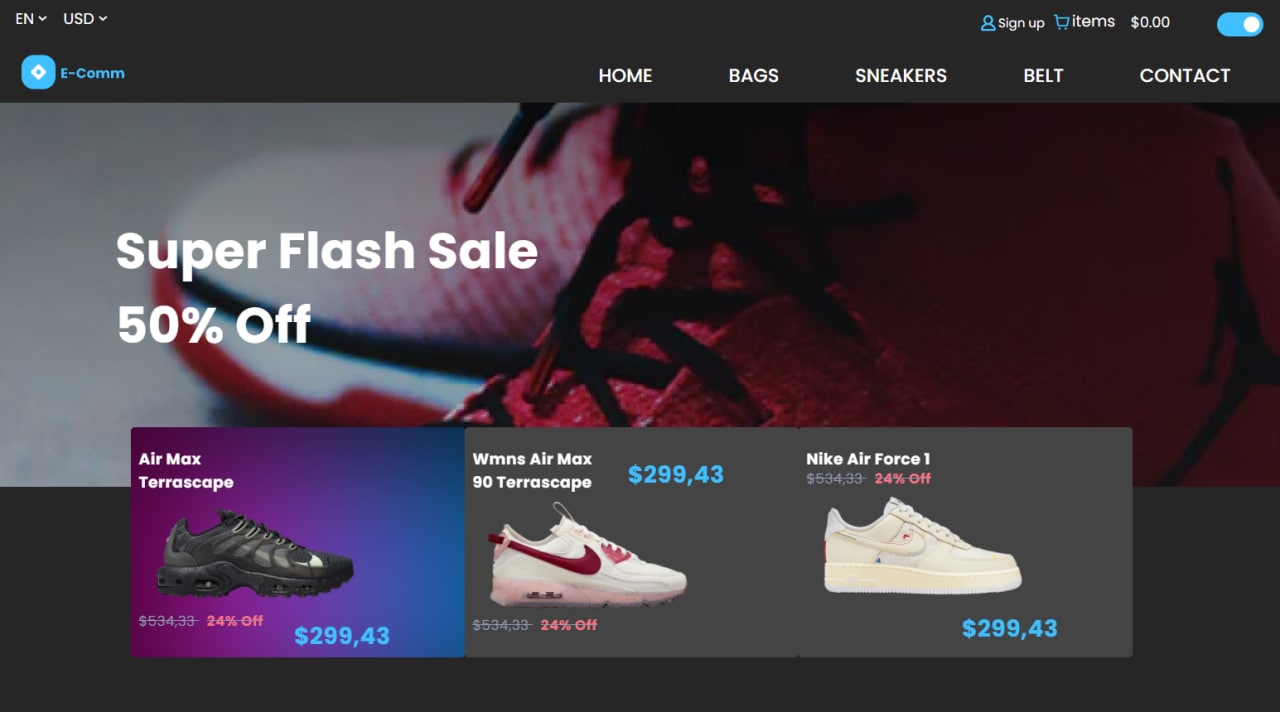 EN USD Sign up items $0.00
E-Comm HOME BAGS SNEAKERS BELT CONTACT
Super Flash Sale
50% Off
Air Max
Terrascape
$534,33 24% Off
$299,43
Wmns Air Max
90 Terrascape
$299,43
$534,33 24% Off
Nike Air Force 1
$534,33 24% Off
$299,43